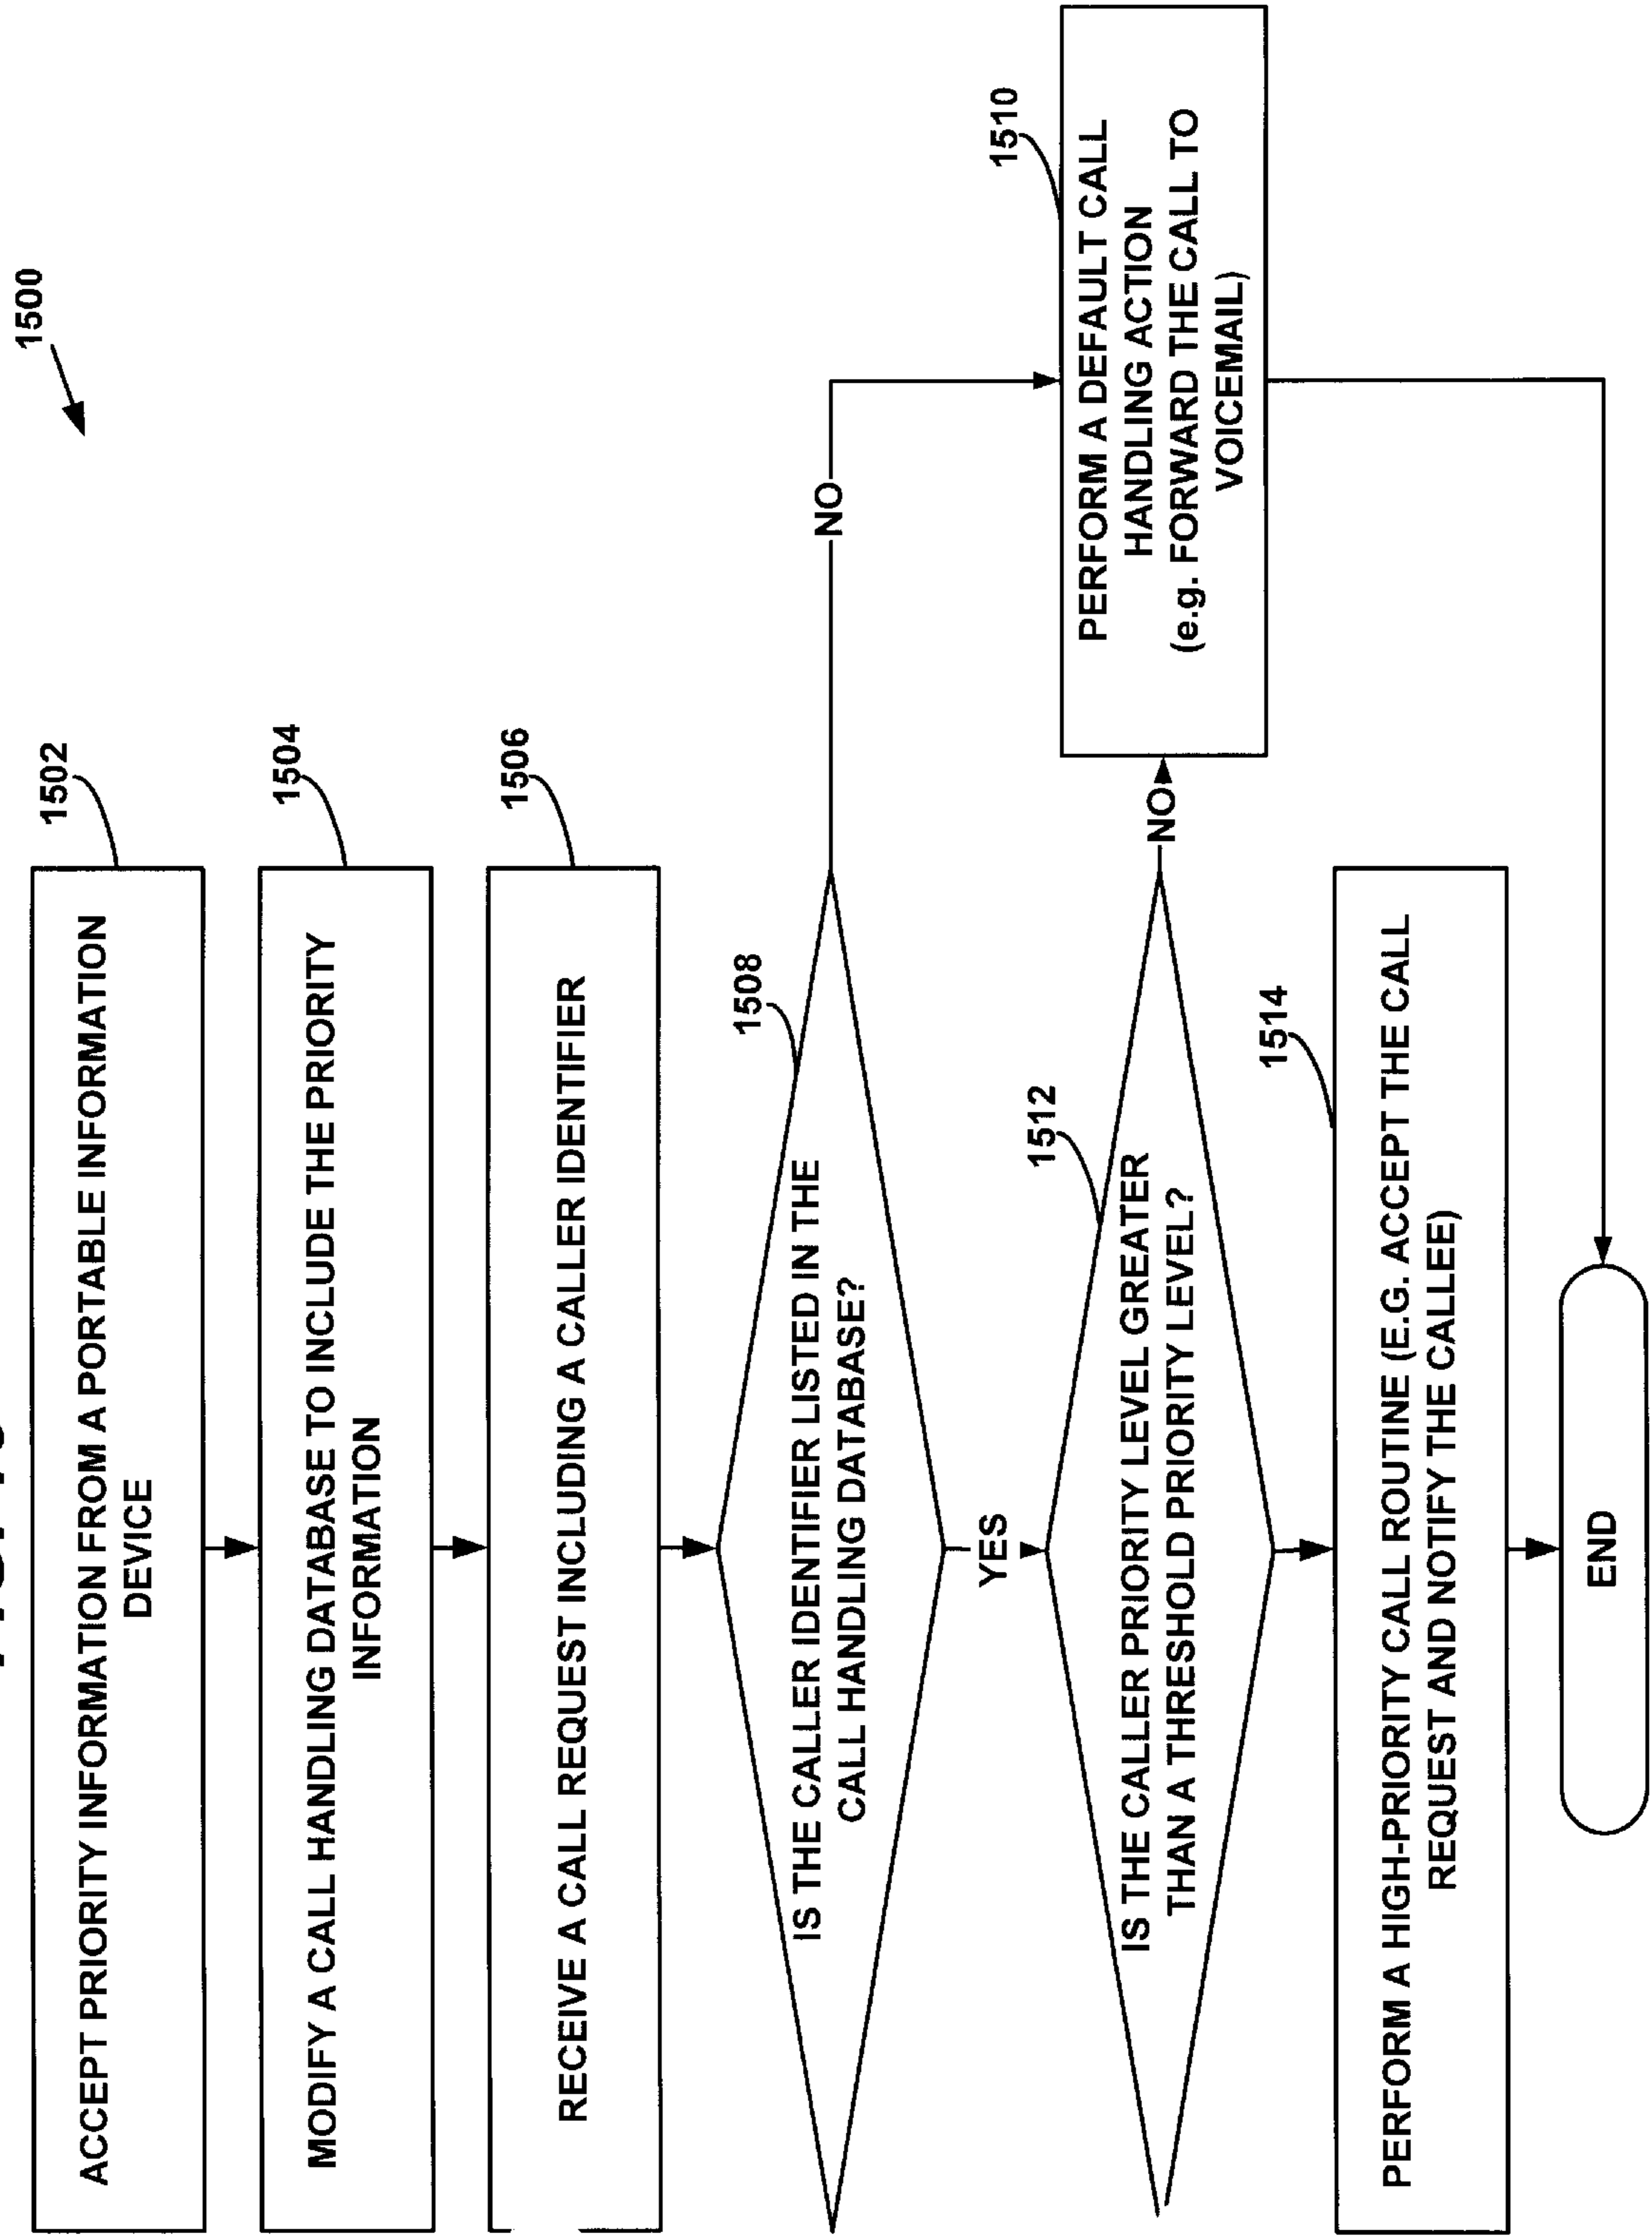 1500
1502
ACCEPT PRIORITY INFORMATION FROM A PORTABLE INFORMATION
DEVICE
1504
MODIFY A CALL HANDLING DATABASE TO INCLUDE THE PRIORITY
INFORMATION
1506
RECEIVE A CALL REQUEST INCLUDING A CALLER IDENTIFIER
1508
IS THE CALLER IDENTIFIER LISTED IN THE
CALL HANDLING DATABASE?
NO
YES
1510
PERFORM A DEFAULT CALL
HANDLING ACTION
(e.g. FORWARD THE CALL TO
VOICEMAIL)
1512
IS THE CALLER PRIORITY LEVEL GREATER
THAN A THRESHOLD PRIORITY LEVEL?
NO
1514
PERFORM A HIGH-PRIORITY CALL ROUTINE (E.G. ACCEPT THE CALL
REQUEST AND NOTIFY THE CALLEE)
END